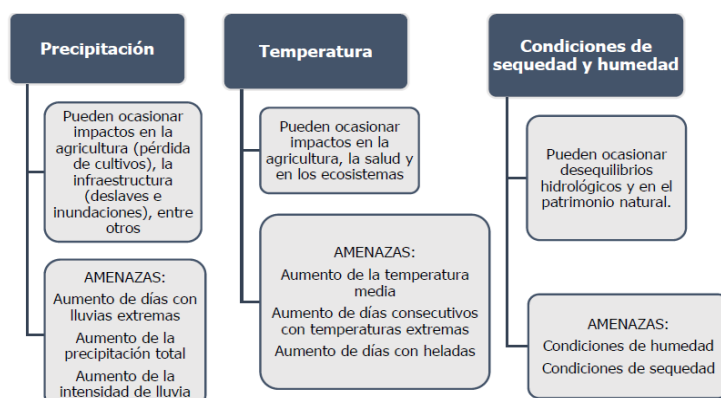 Precipitación
Pueden ocasionar
impactos en la
agricultura (pérdida
de cultivos), la
infraestructura
(deslaves e
inundaciones), entre
otros
AMENAZAS:
Aumento de días con
lluvias extremas
Aumento de la
precipitación total
Aumento de la
intensidad de lluvia
Temperatura
Pueden ocasionar
impactos en la
agricultura, la salud y
en los ecosistemas
AMENAZAS:
Aumento de la temperatura
media
Aumento de días consecutivos
con temperaturas extremas
Aumento de días con heladas
Condiciones de
sequedad y humedad
Pueden ocasionar
desequilibrios
hidrológicos y en el
patrimonio natural.
AMENAZAS:
Condiciones de humedad
Condiciones de sequedad